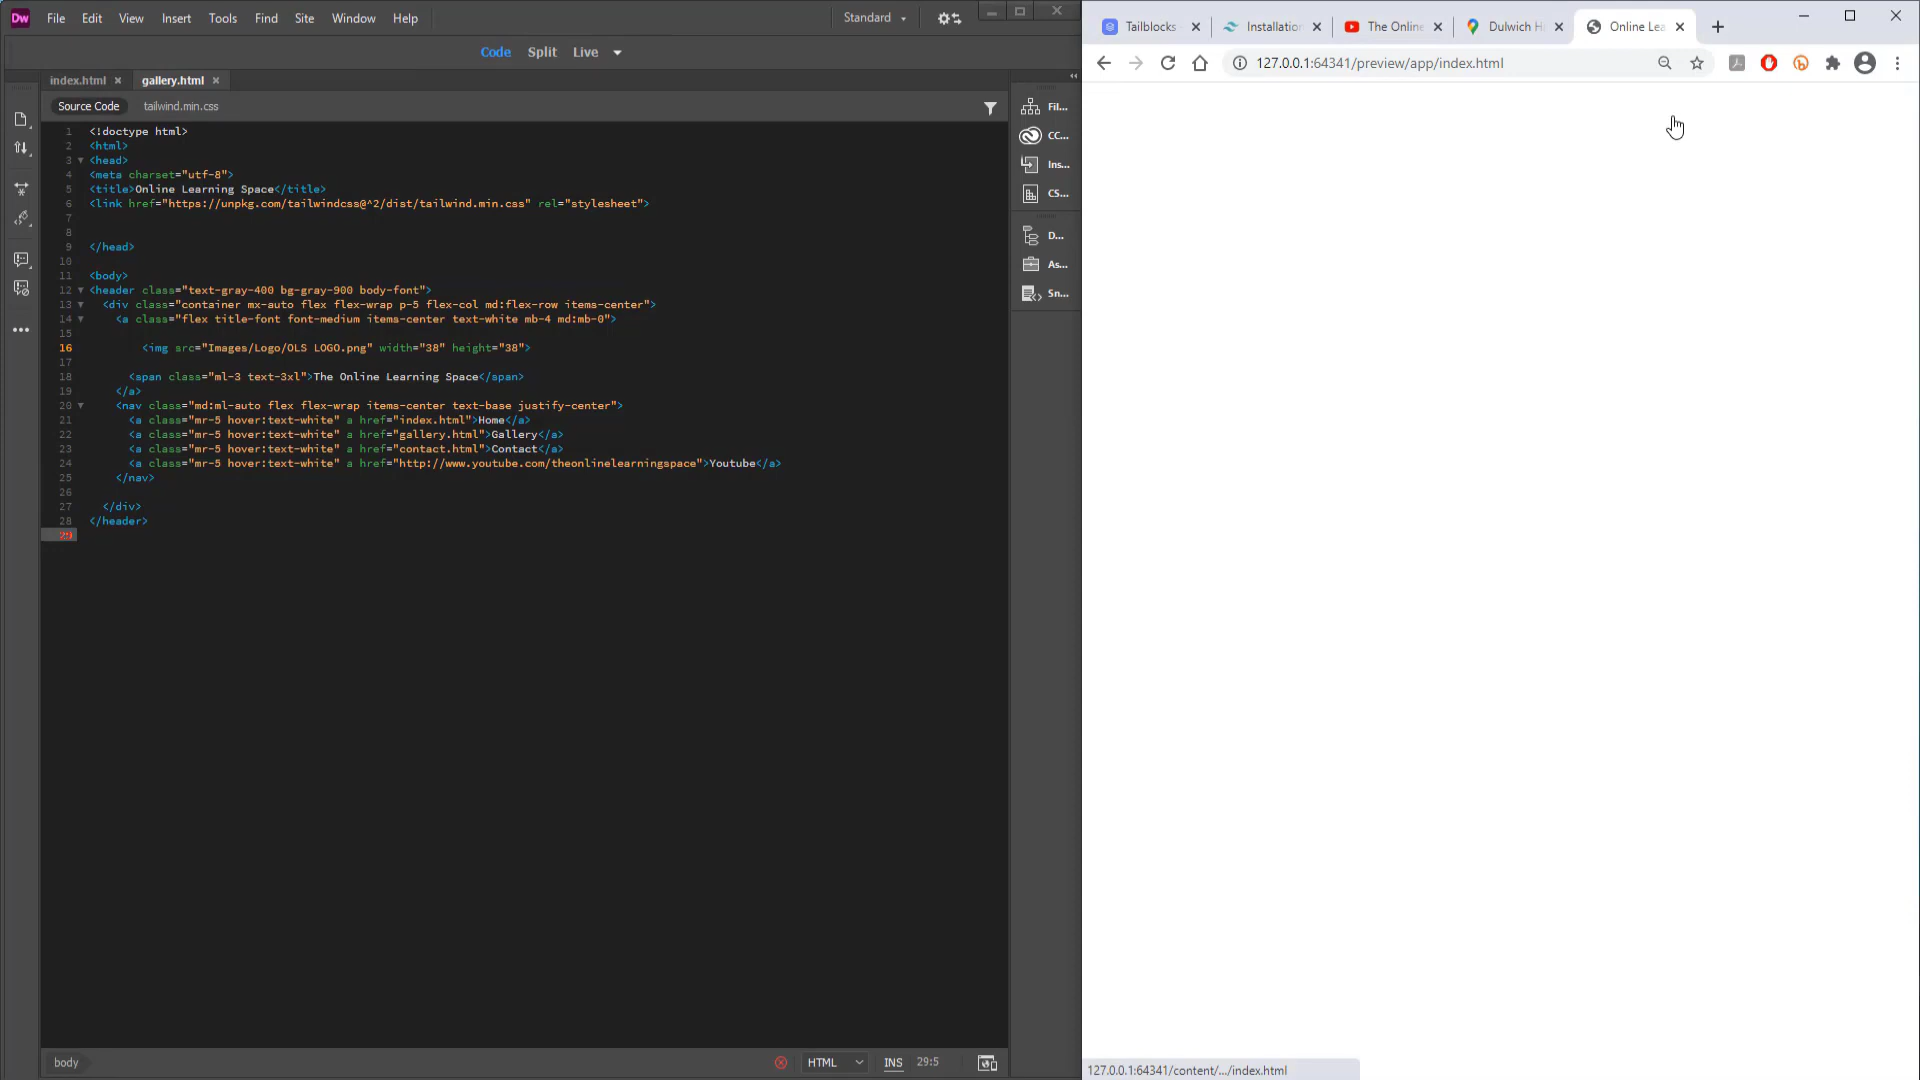 Dw File Edit View Insert Tools Find Site Window Help Standard
Code Split Live
index.html gallery.html
Source Code tailwind.min.css
1 <!doctype html>
2 <html>
3 <head>
4 <meta charset="utf-8">
5 <title>Online Learning Space</title>
6 <link href="https://unpkg.com/tailwindcss@^2/dist/tailwind.min.css" rel="stylesheet">
7
8
9 </head>
10
11 <body>
12 <header class="text-gray-400 bg-gray-900 body-font">
13 <div class="container mx-auto flex flex-wrap p-5 flex-col md:flex-row items-center">
14 <a class="flex title-font font-medium items-center text-white mb-4 md:mb-0">
15
16 <img src="Images/Logo/OLS LOGO.png" width="38" height="38">
17
18 <span class="ml-3 text-3xl">The Online Learning Space</span>
19 </a>
20 <nav class="md:ml-auto flex flex-wrap items-center text-base justify-center">
21 <a class="mr-5 hover:text-white" a href="index.html">Home</a>
22 <a class="mr-5 hover:text-white" a href="gallery.html">Gallery</a>
23 <a class="mr-5 hover:text-white" a href="contact.html">Contact</a>
24 <a class="mr-5 hover:text-white" a href="http://www.youtube.com/theonlinelearningspace">Youtube</a>
25 </nav>
26
27 </div>
28 </header>
29
Fil...
CC...
Ins...
CS...
D...
As...
Sn...
body HTML INS 29:5
Tailblocks Installation The Online Dulwich Hi Online Lea
127.0.0.1:64341/preview/app/index.html
127.0.0.1:64341/content/.../index.html